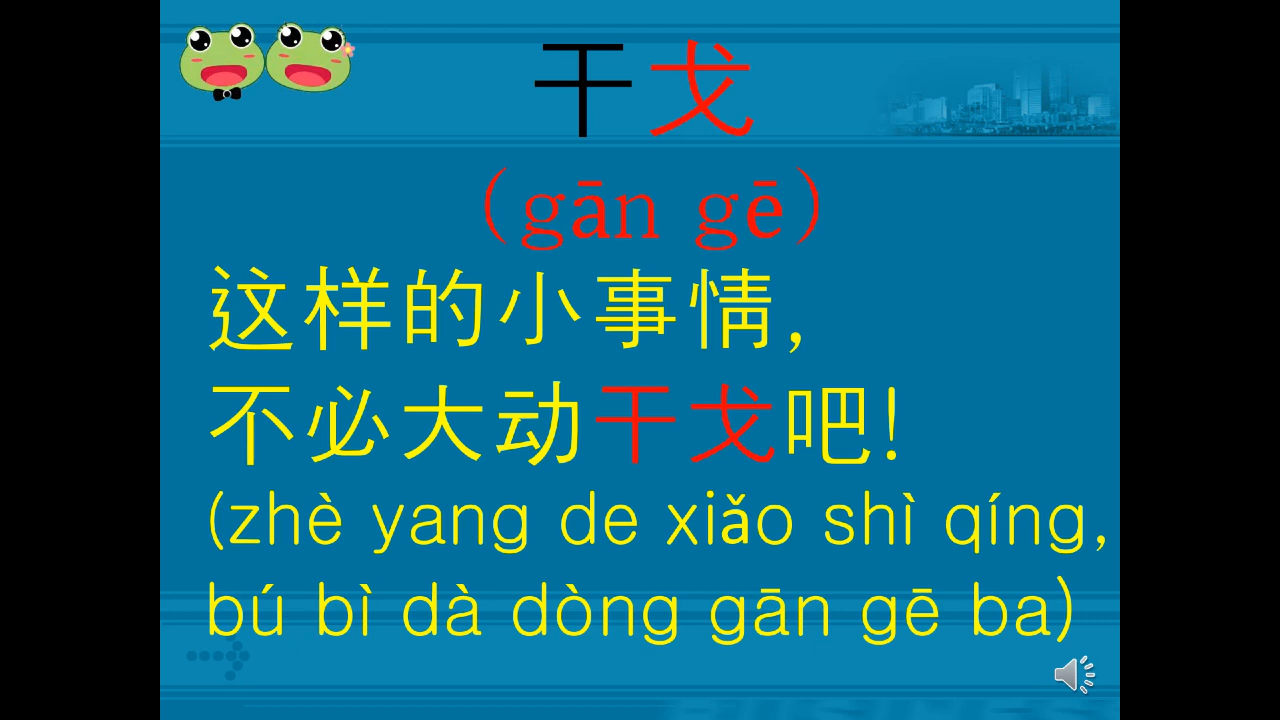 干戈
(gān gē)
这样的小事情,
不必大动干戈吧!
(zhè yang de xiǎo shì qíng,
bú bì dà dòng gān gē ba)